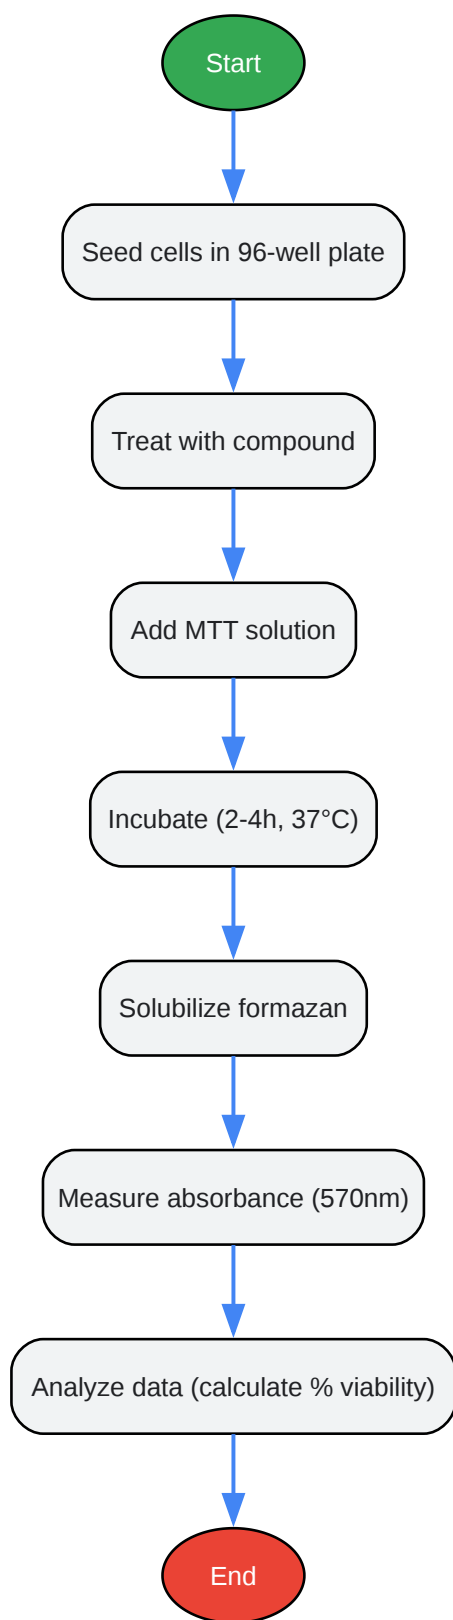 Start
Seed cells in 96-well plate
Treat with compound
Add MTT solution
Incubate (2-4h, 37°C)
Solubilize formazan
Measure absorbance (570nm)
Analyze data (calculate % viability)
End